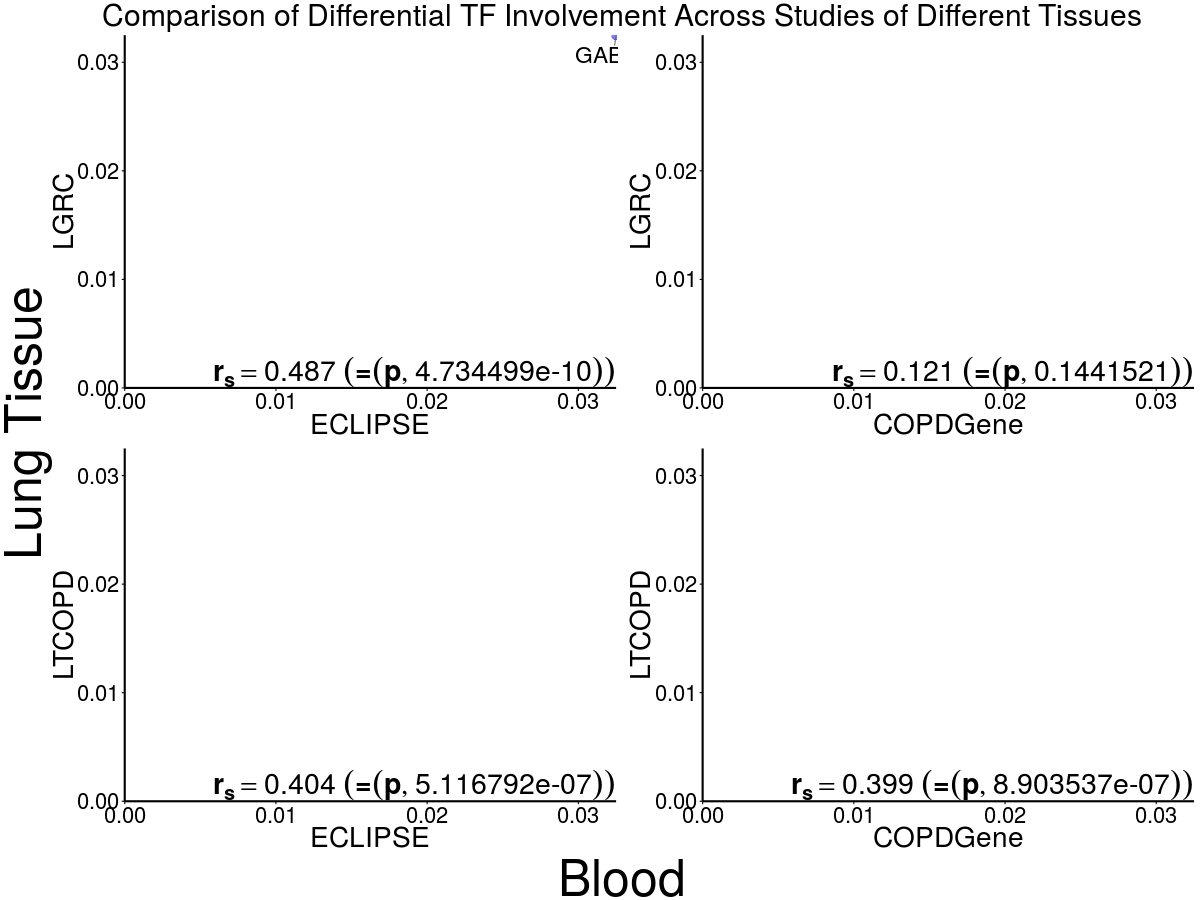 Comparison of Differential TF Involvement Across Studies of Different Tissues
Lung Tissue
LGRC
0.03
0.02
0.01
0.00
GAE
r_s = 0.487 (=(p, 4.734499e-10))
0.00 0.01 0.02 0.03
ECLIPSE
LGRC
0.03
0.02
0.01
0.00
r_s = 0.121 (=(p, 0.1441521))
0.00 0.01 0.02 0.03
COPDGene
LTCOPD
0.03
0.02
0.01
0.00
r_s = 0.404 (=(p, 5.116792e-07))
0.00 0.01 0.02 0.03
ECLIPSE
LTCOPD
0.03
0.02
0.01
0.00
r_s = 0.399 (=(p, 8.903537e-07))
0.00 0.01 0.02 0.03
COPDGene
Blood